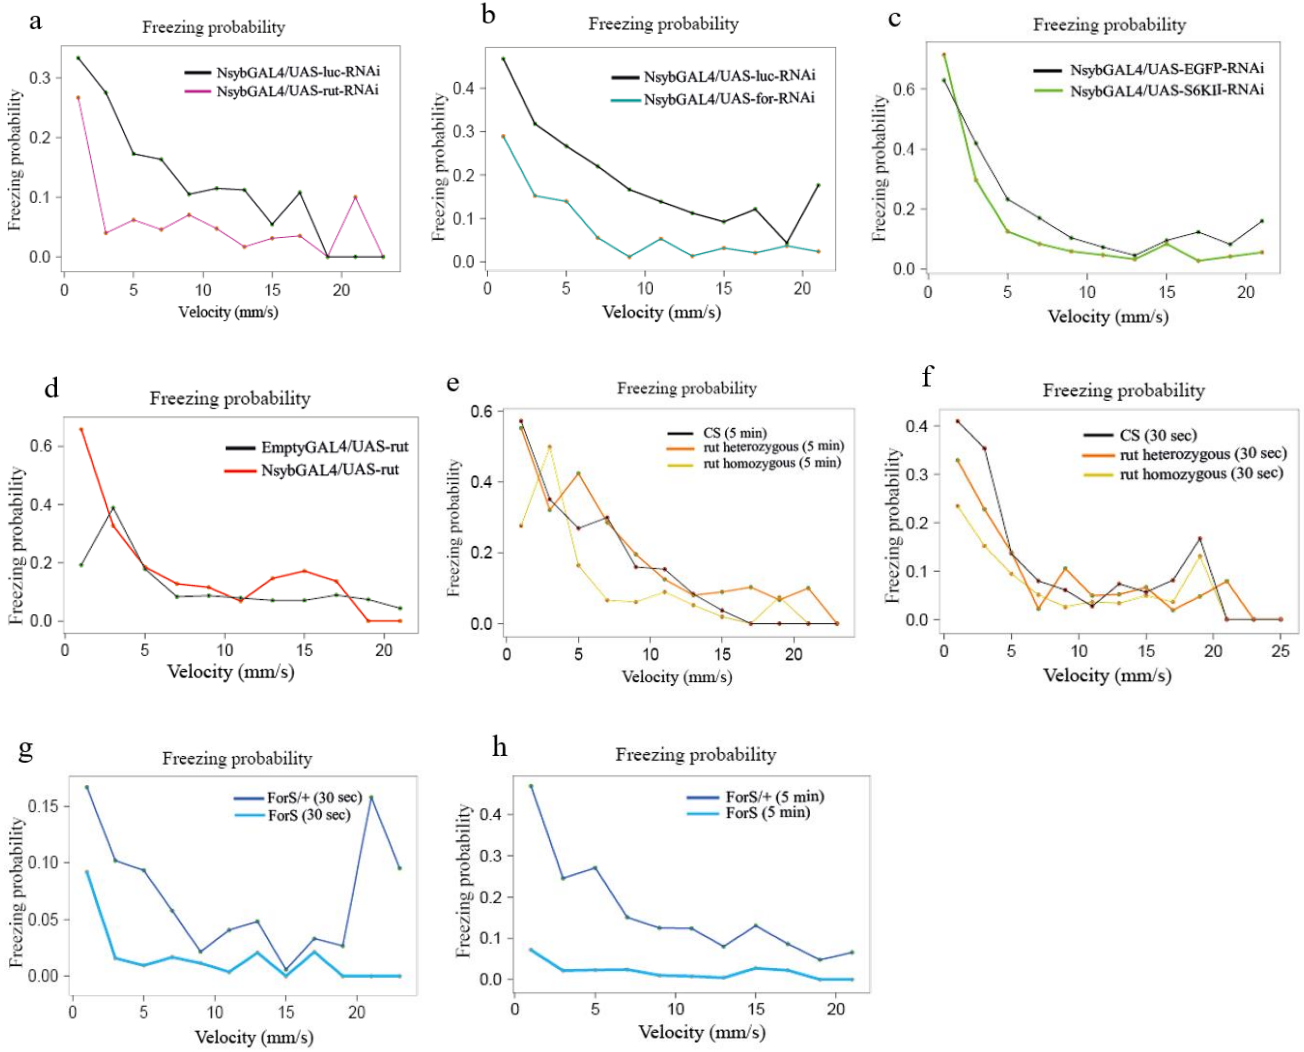 a
Freezing probability
Freezing probability
0.3
0.2
0.1
0.0
NsybGAL4/UAS-luc-RNAi
NsybGAL4/UAS-rut-RNAi
0 5 10 15 20
Velocity (mm/s)
b
Freezing probability
Freezing probability
0.4
0.3
0.2
0.1
0.0
NsybGAL4/UAS-luc-RNAi
NsybGAL4/UAS-for-RNAi
0 5 10 15 20
Velocity (mm/s)
c
Freezing probability
Freezing probability
0.6
0.4
0.2
0.0
NsybGAL4/UAS-EGFP-RNAi
NsybGAL4/UAS-S6KII-RNAi
0 5 10 15 20
Velocity (mm/s)
d
Freezing probability
Freezing probability
0.6
0.4
0.2
0.0
EmptyGAL4/UAS-rut
NsybGAL4/UAS-rut
0 5 10 15 20
Velocity (mm/s)
e
Freezing probability
Freezing probability
0.6
0.4
0.2
0.0
CS (5 min)
rut heterozygous (5 min)
rut homozygous (5 min)
0 5 10 15 20
Velocity (mm/s)
f
Freezing probability
Freezing probability
0.4
0.3
0.2
0.1
0.0
CS (30 sec)
rut heterozygous (30 sec)
rut homozygous (30 sec)
0 5 10 15 20 25
Velocity (mm/s)
g
Freezing probability
Freezing probability
0.15
0.10
0.05
0.00
ForS/+ (30 sec)
ForS (30 sec)
0 5 10 15 20
Velocity (mm/s)
h
Freezing probability
Freezing probability
0.4
0.3
0.2
0.1
0.0
ForS/+ (5 min)
ForS (5 min)
0 5 10 15 20
Velocity (mm/s)